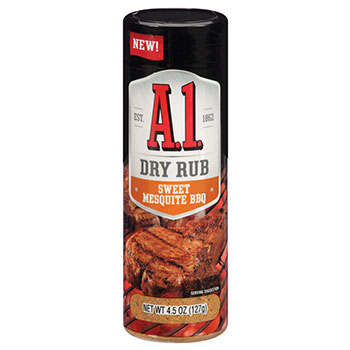 NEW!
EST. 1862
A.1.
DRY RUB
SWEET
MESQUITE BBQ
SERVING SUGGESTION
NET WT 4.5 OZ (127g)